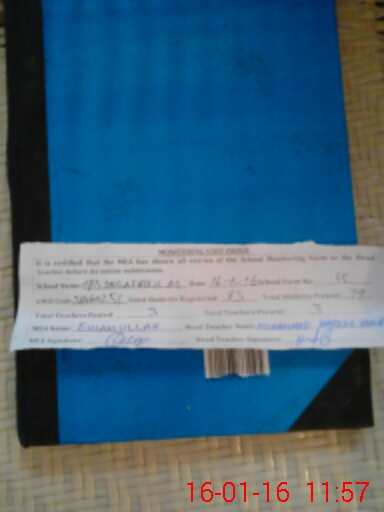 MONITORING VISIT PROOF
It is certified that the MEA has shown all entries of the School Monitoring Form to the Head
Teacher before its online submission.
School Name: GPS Date: School Form No: 15
EMIS Code: Total Students Registered: 83 Total Students Present: 79
Total Teachers Posted: 3 Total Teachers Present: 3
MEA Name: EHSANULLAH Head Teacher Name: MUHAMMAD
MEA Signature: Head Teacher Signature:
16-01-16 11:57